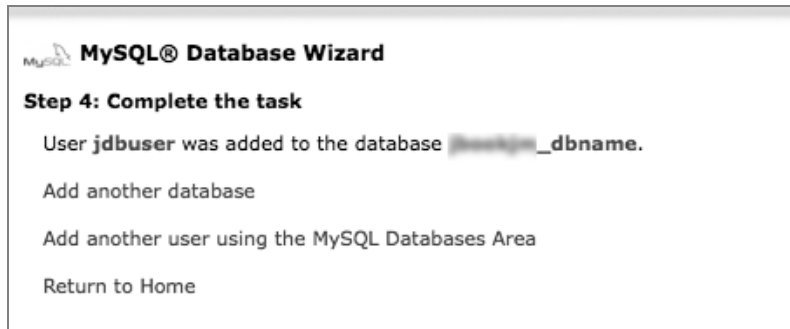 MySQL MySQL® Database Wizard
Step 4: Complete the task
User jdbuser was added to the database _dbname.
Add another database
Add another user using the MySQL Databases Area
Return to Home